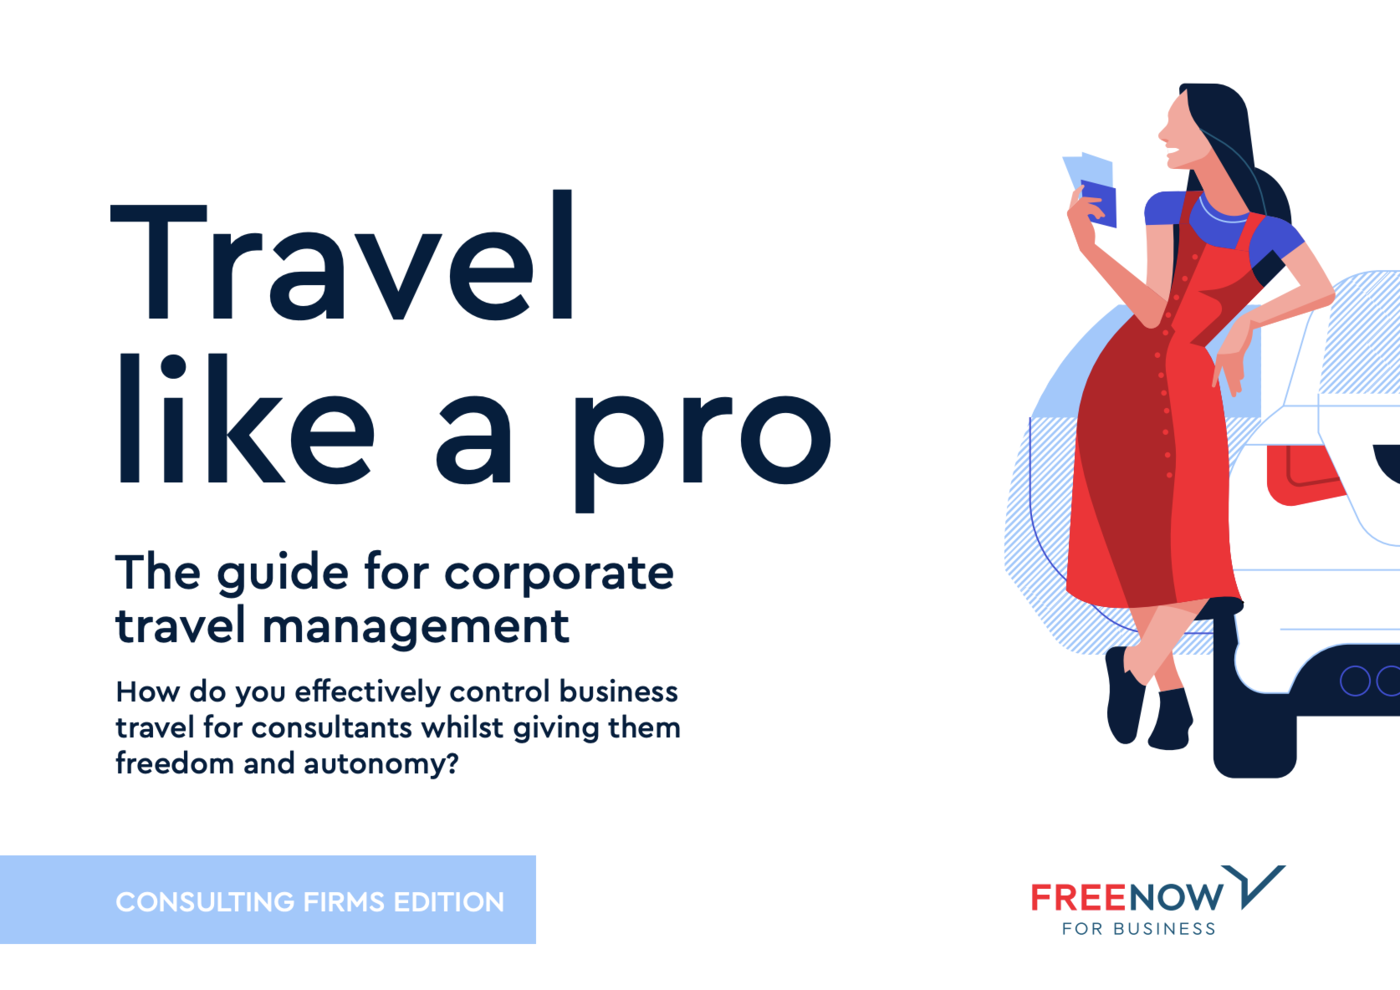 Travel
like a pro
The guide for corporate
travel management
How do you effectively control business
travel for consultants whilst giving them
freedom and autonomy?
CONSULTING FIRMS EDITION
FREENOW
FOR BUSINESS